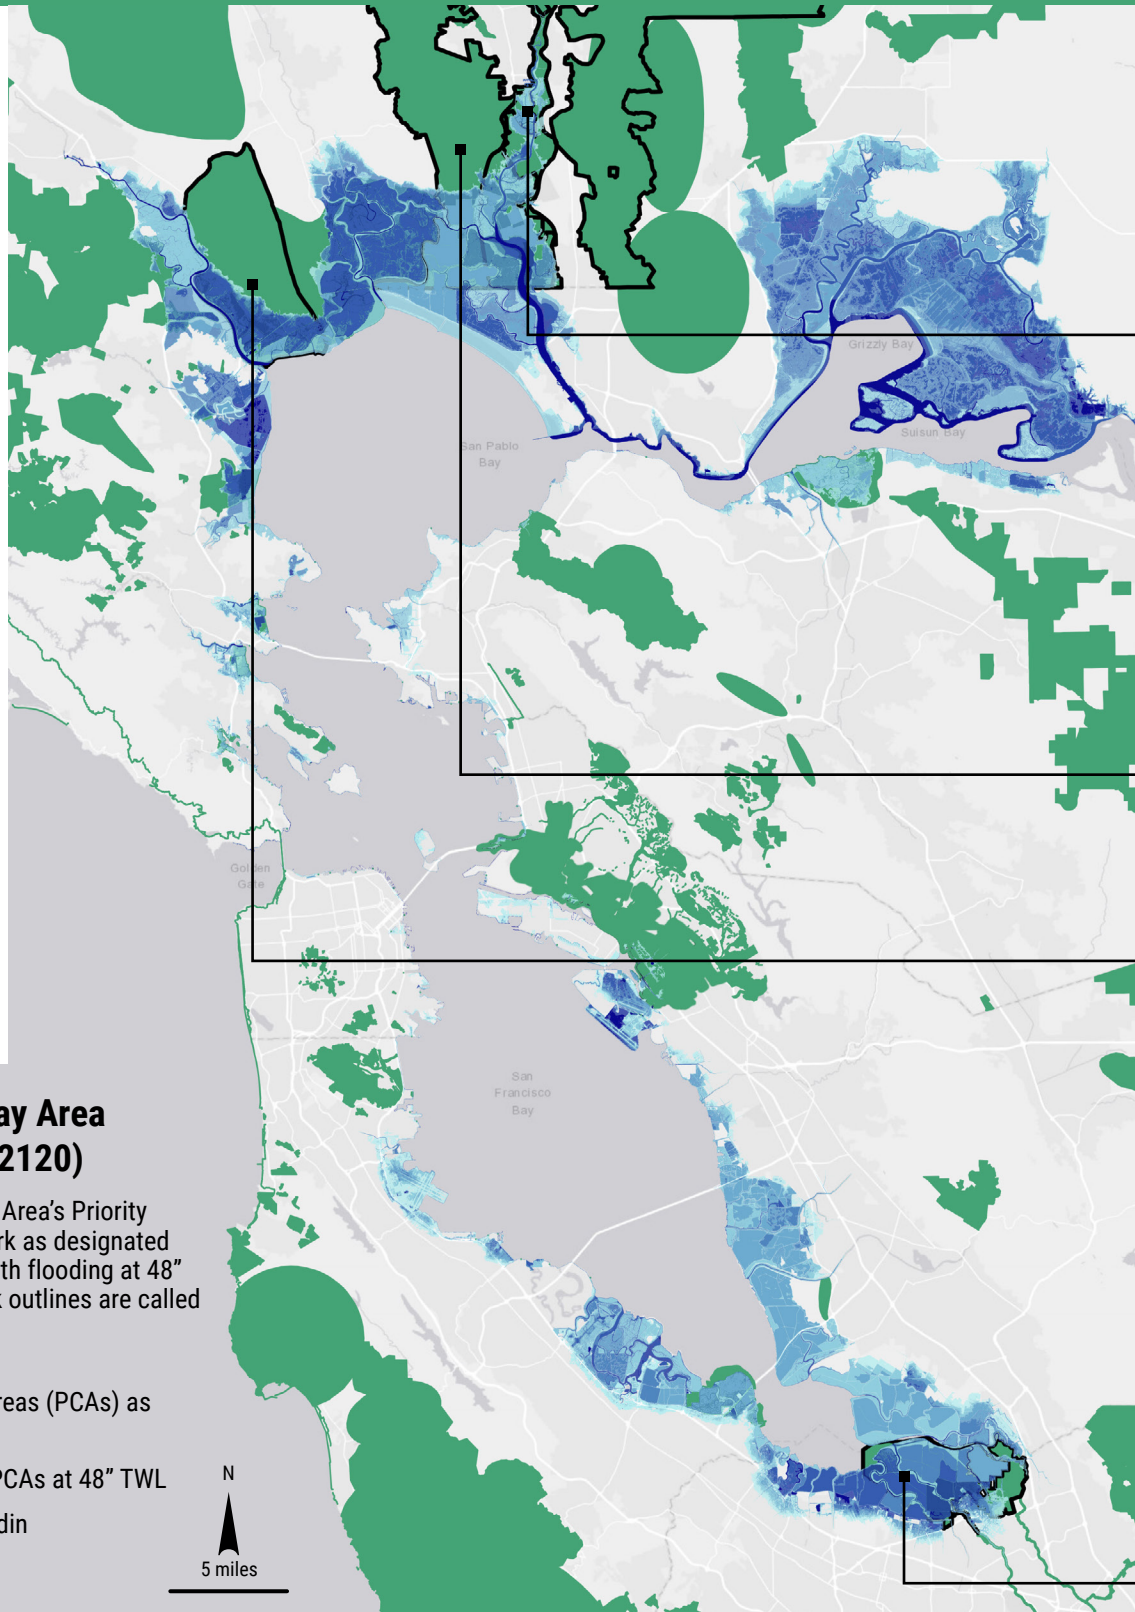 Grizzly Bay
Suisun Bay
San Pablo
Bay
Golden
Gate
San
Francisco
Bay
ay Area
2120)
Area’s Priority
rk as designated
th flooding at 48”
k outlines are called
reas (PCAs) as
PCAs at 48” TWL
din
N
5 miles